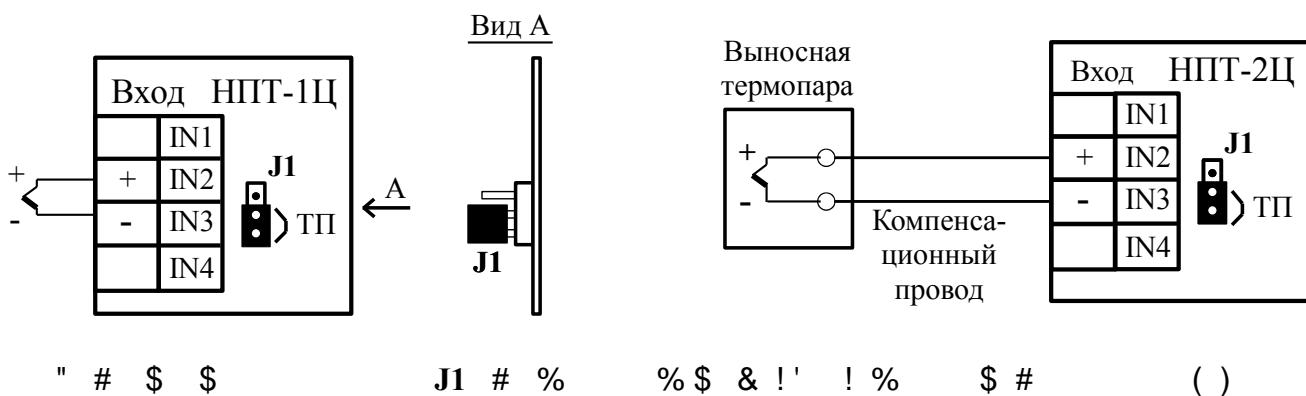 Вид А
Вход НПТ-1Ц
IN1
+ + IN2
- - IN3
IN4
J1
ТП
А
J1
Выносная
термопара
+
-
Компенса-
ционный
провод
Вход НПТ-2Ц
IN1
+ IN2
- IN3
IN4
J1
ТП
" # $ $ J1 # % % $ & ! ' ! % $ # ( )